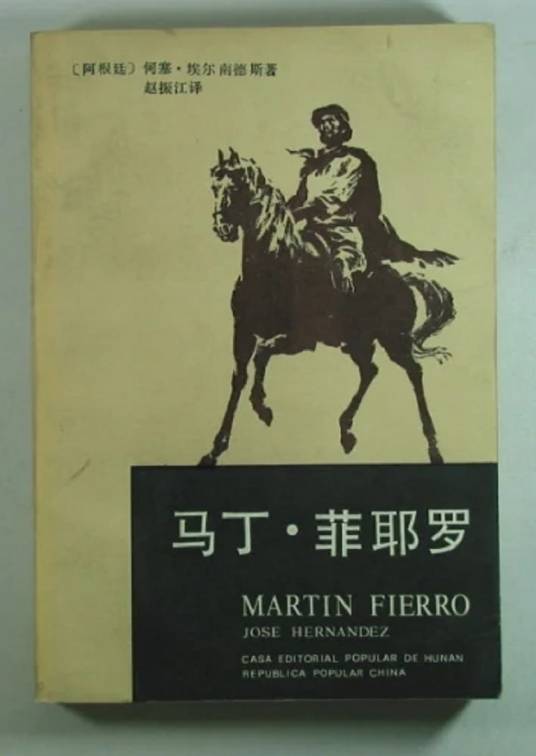 〔阿根廷〕何塞·埃尔南德斯著
赵振江译
马丁·菲耶罗
MARTIN FIERRO
JOSE HERNANDEZ
CASA EDITORIAL POPULAR DE HUNAN
REPUBLICA POPULAR CHINA